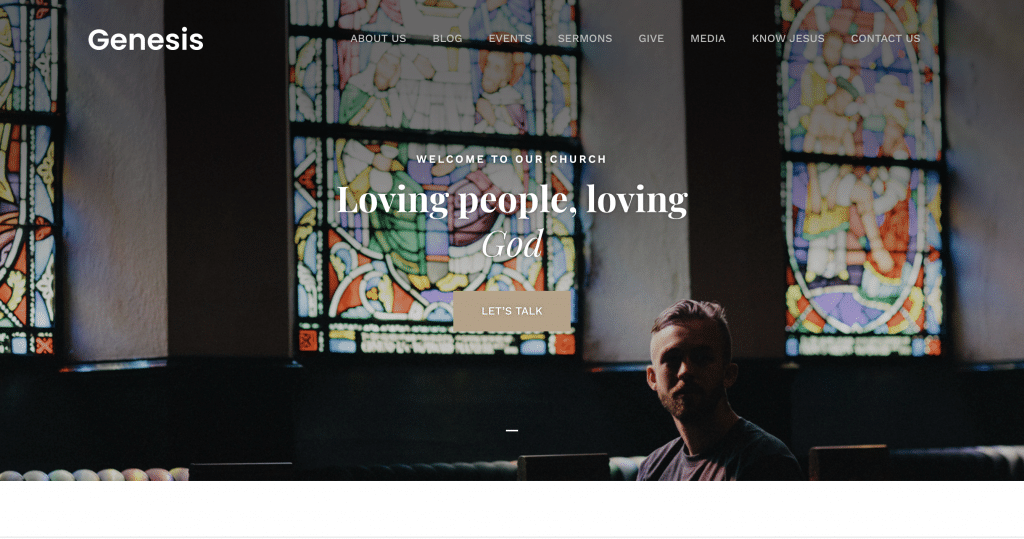 Genesis
ABOUT US BLOG EVENTS SERMONS GIVE MEDIA KNOW JESUS CONTACT US
WELCOME TO OUR CHURCH
Loving people, loving
God
LET'S TALK